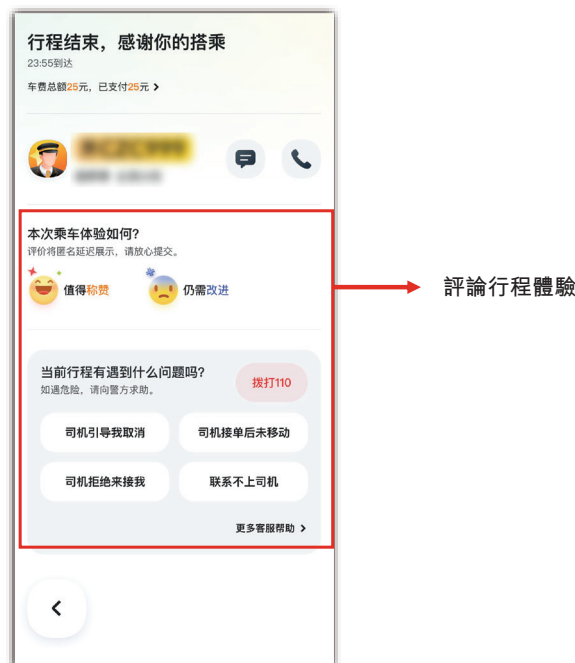 行程结束，感谢你的搭乘
23:55到达
车费总额25元，已支付25元 >
本次乘车体验如何?
评价将匿名延迟展示，请放心提交。
值得称赞
仍需改进
評論行程體驗
当前行程有遇到什么问题吗?
如遇危险，请向警方求助。
拨打110
司机引导我取消
司机接单后未移动
司机拒绝来接我
联系不上司机
更多客服帮助 >